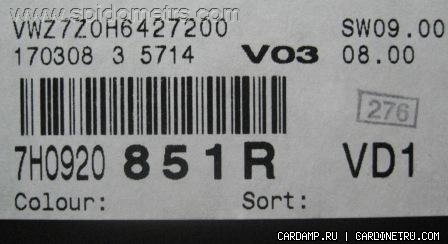 www.spidometrs.com
VWZ7Z0H6427200 SW09.00
170308 3 5714 V03 08.00
276
7H0920 851R VD1
Colour: Sort:
CARDAMP.RU | CARDINETRU.COM